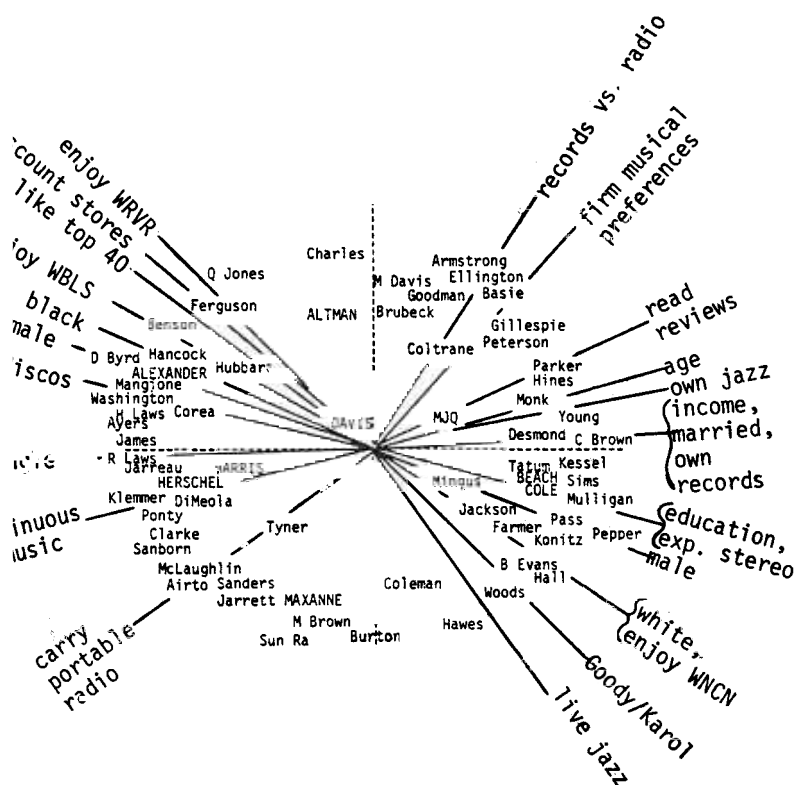 records vs. radio
firm musical
preferences
enjoy WRVR
count stores
like top 40
joy WBLS
black
male
iscos
inuous
usic
carry
portable
radio
read
reviews
age
own jazz
income,
married,
own
records
education,
exp. stereo
male
white,
enjoy WNCN
Goody/Karol
live jazz
Charles
Armstrong
Q Jones
M Davis
Ellington
Goodman
Basie
Ferguson
ALTMAN
Brubeck
Benson
Gillespie
Peterson
Coltrane
D Byrd
Hancock
Hubbar
Parker
ALEXANDER
Hines
Mangione
Washington
Monk
H Laws
Corea
MJQ
Young
Ayers
DAVIS
James
Desmond
C Brown
R Laws
Jarreau
HARRIS
Tatum
Kessel
HERSCHEL
Mingus
BEACH
Sims
COLE
Klemmer
DiMeola
Mulligan
Ponty
Jackson
Pass
Tyner
Farmer
Clarke
Konitz
Pepper
Sanborn
McLaughlin
B Evans
Airto
Sanders
Coleman
Hall
Jarrett
MAXANNE
Woods
M Brown
Hawes
Sun Ra
Burton